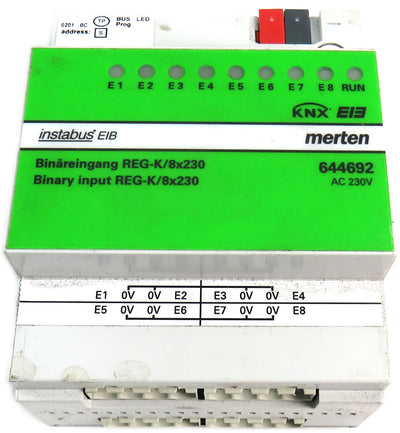 0201 0C TP BUS LED
Prog
address: S
E1 E2 E3 E4 E5 E6 E7 E8 RUN
KNX EIB
instabus EIB merten
Binäreingang REG-K/8x230 644692
Binary input REG-K/8x230 AC 230V
E1 0V 0V E2 E3 0V 0V E4
E5 0V 0V E6 E7 0V 0V E8